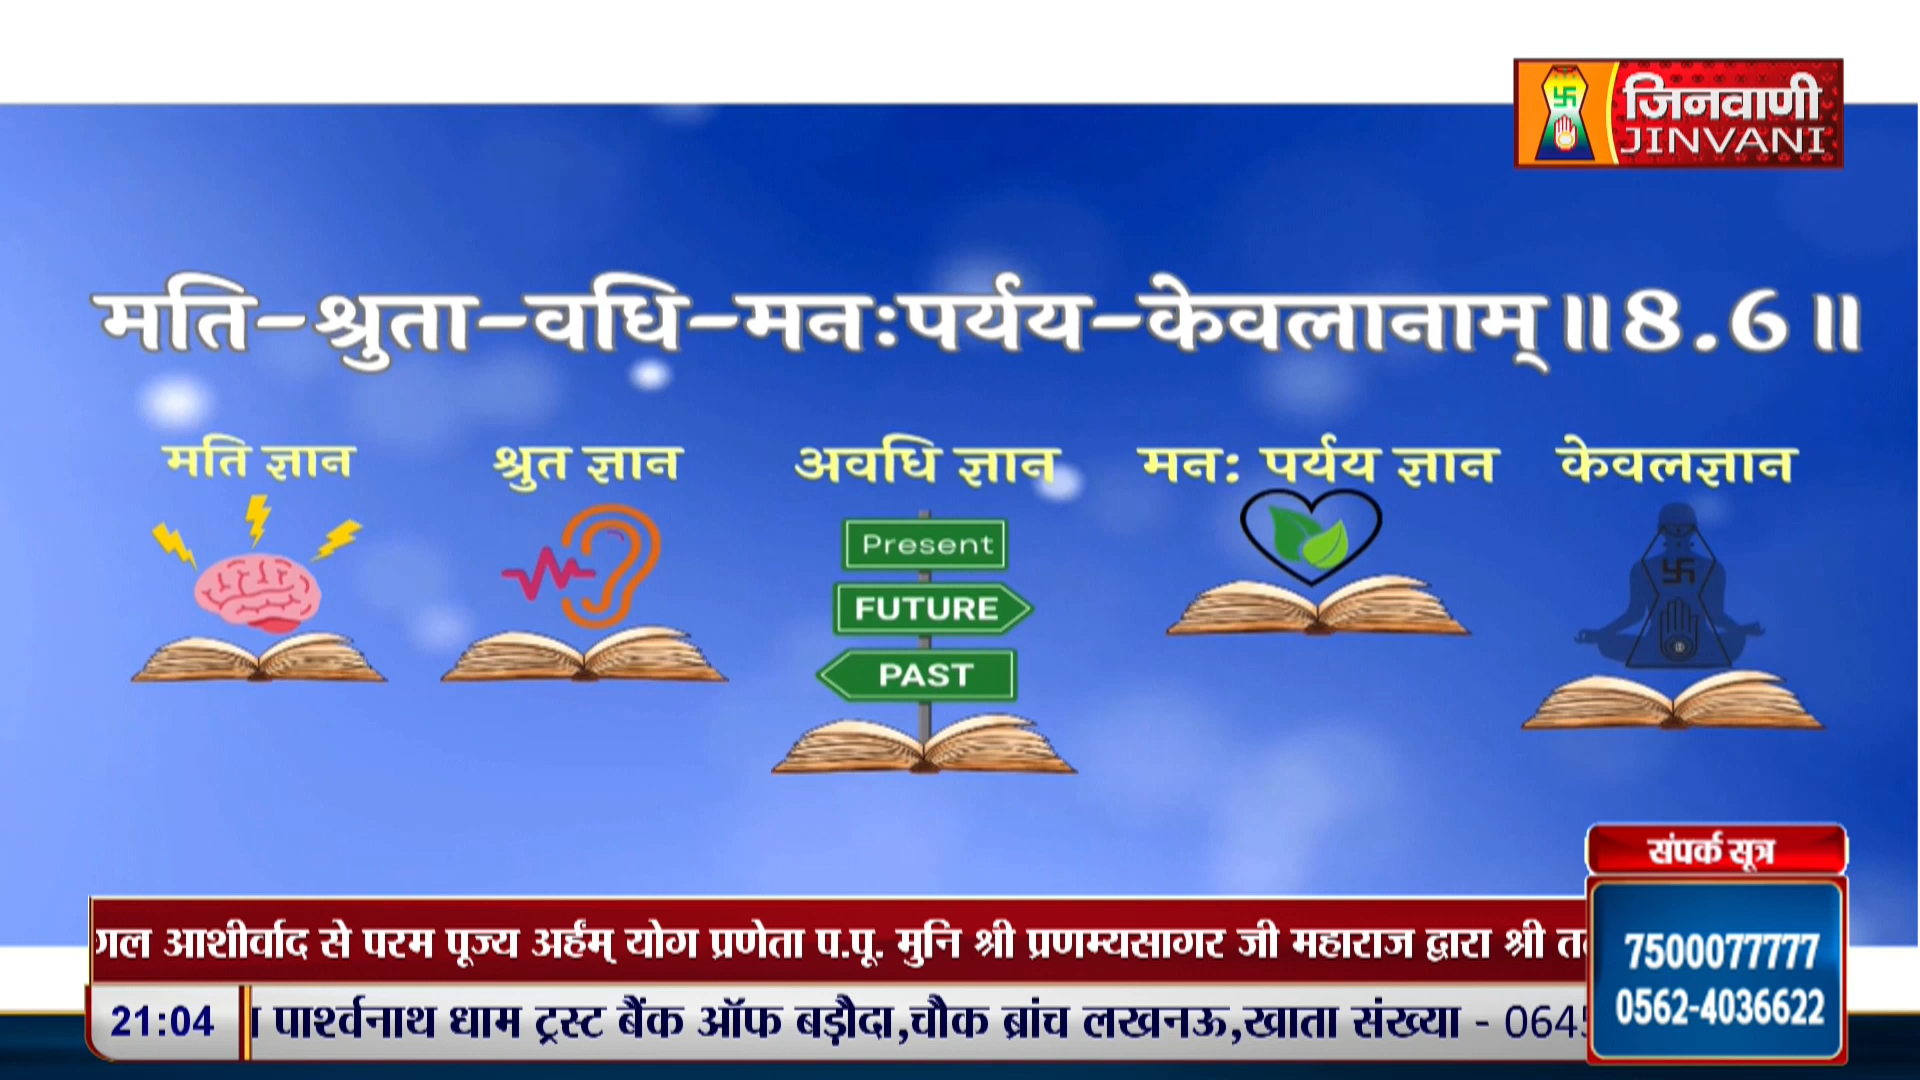 जिनवाणी
JINVANI
मति-श्रुता-वधि-मनःपर्यय-केवलानाम्॥8.6॥
मति ज्ञान
श्रुत ज्ञान
अवधि ज्ञान
मन: पर्यय ज्ञान
केवलज्ञान
Present
FUTURE
PAST
संपर्क सूत्र
7500077777
0562-4036622
आशीर्वाद से परम पूज्य अर्हंम् योग प्रणेता प.पू. मुनि श्री प्रणम्यसागर जी महाराज द्वारा श्री
21:04
पार्श्वनाथ धाम ट्रस्ट बैंक ऑफ बड़ौदा,चौक ब्रांच लखनऊ,खाता संख्या - 064